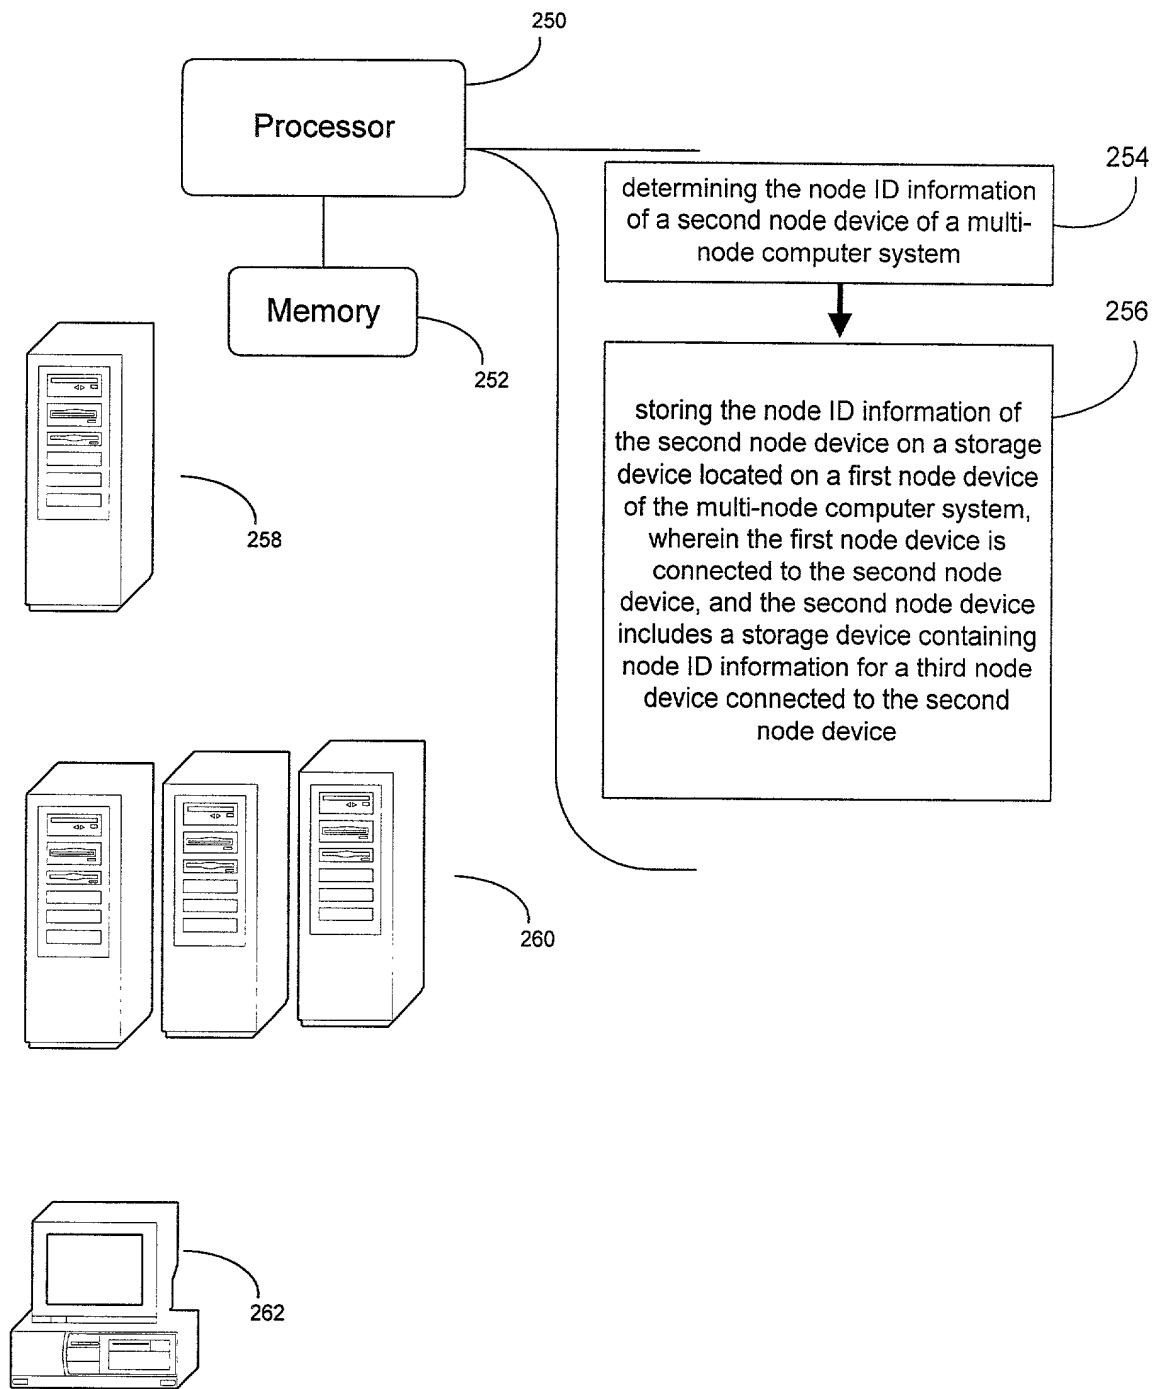 250
Processor
254
determining the node ID information
of a second node device of a multi-
node computer system
Memory
252
256
storing the node ID information of
the second node device on a storage
device located on a first node device
of the multi-node computer system,
wherein the first node device is
connected to the second node
device, and the second node device
includes a storage device containing
node ID information for a third node
device connected to the second
node device
258
260
262